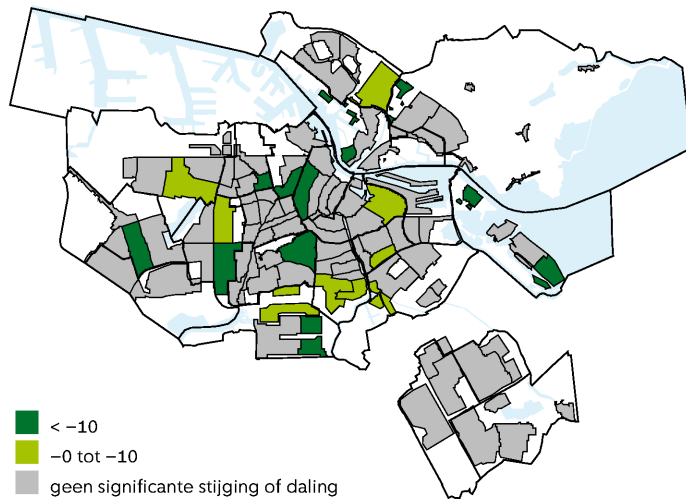 < −10
−0 tot −10
geen significante stijging of daling